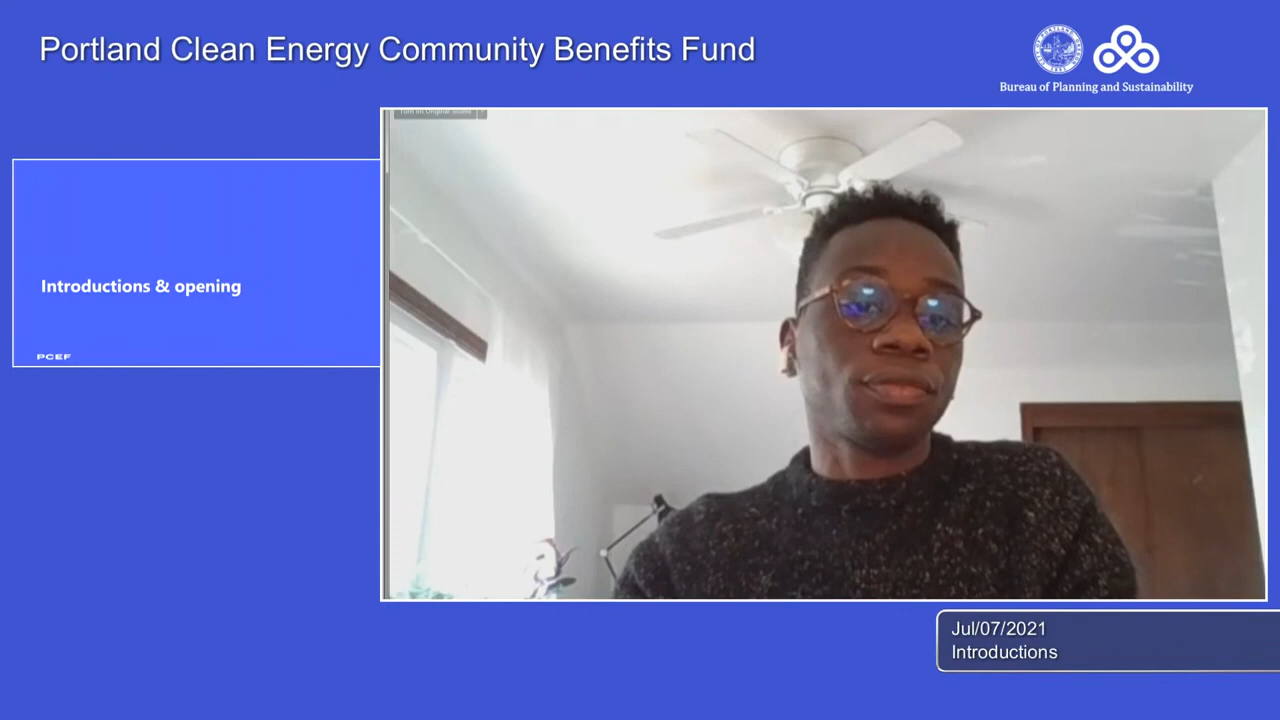 Portland Clean Energy Community Benefits Fund
Bureau of Planning and Sustainability
Introductions & opening
PCEF
Jul/07/2021
Introductions